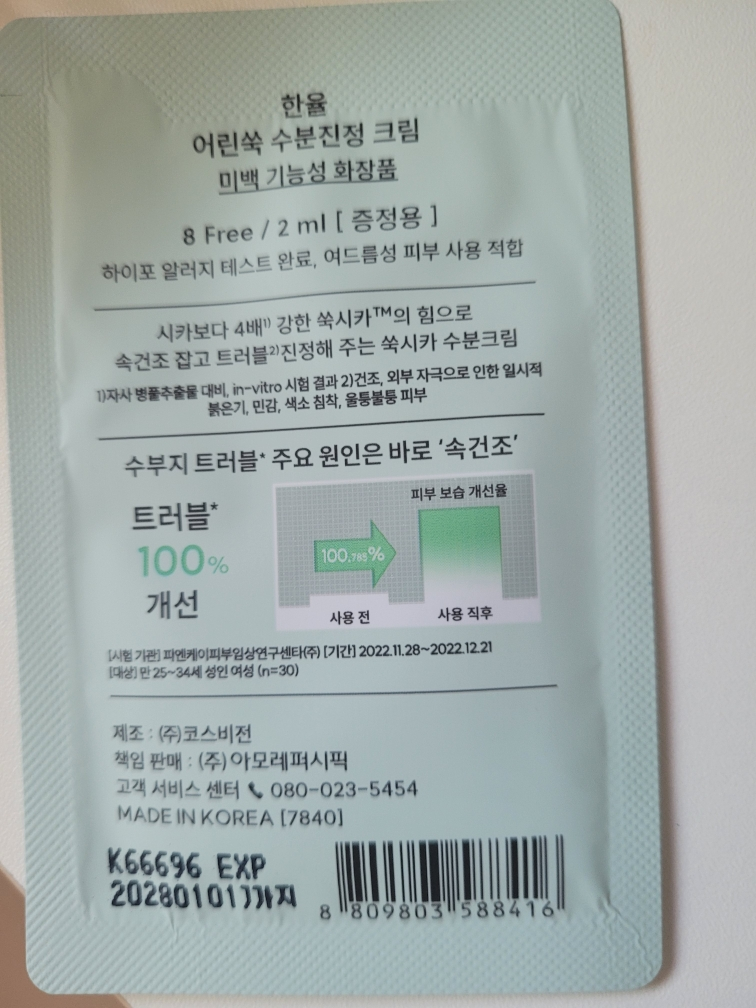 한율
어린쑥 수분진정 크림
미백 기능성 화장품
8 Free / 2 ml [ 증정용 ]
하이포 알러지 테스트 완료, 여드름성 피부 사용 적합
시카보다 4배¹⁾ 강한 쑥시카™의 힘으로
속건조 잡고 트러블²⁾진정해 주는 쑥시카 수분크림
1)자사 병풀추출물 대비, in-vitro 시험 결과 2)건조, 외부 자극으로 인한 일시적
붉은기, 민감, 색소 침착, 울퉁불퉁 피부
수부지 트러블* 주요 원인은 바로 ‘속건조’
트러블*
100%
개선
피부 보습 개선율
100.785%
사용 전 사용 직후
[시험 기관] 피엔케이피부임상연구센타(주) [기간] 2022.11.28~2022.12.21
[대상] 만 25~34세 성인 여성 (n=30)
제조 : (주)코스비전
책임 판매 : (주)아모레퍼시픽
고객 서비스 센터 📞 080-023-5454
MADE IN KOREA [7840]
K66696 EXP
20280101까지
8 809803 588416